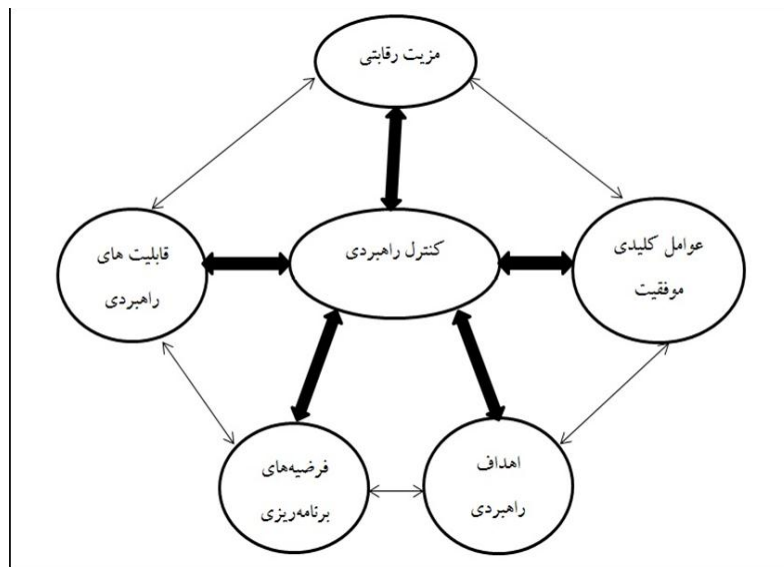 مزیت رقابتی
عوامل کلیدی
موفقیت
کنترل راهبردی
قابلیت های
راهبردی
اهداف
راهبردی
فرضیه‌های
برنامه‌ریزی